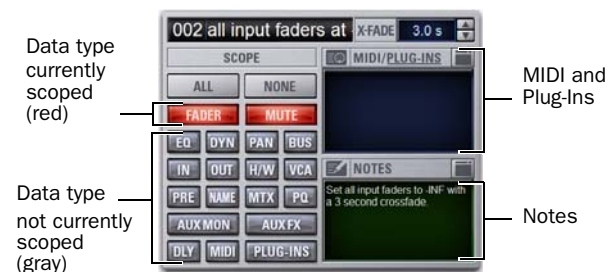 002 all input faders at
X-FADE
3.0 s
SCOPE
MIDI/PLUG-INS
ALL
NONE
FADER
MUTE
EQ
DYN
PAN
BUS
IN
OUT
H/W
VCA
PRE
NAME
MTX
PQ
AUX MON
AUX FX
DLY
MIDI
PLUG-INS
NOTES
Set all input faders to -INF with
a 3 second crossfade.
Data type
currently
scoped
(red)
Data type
not currently
scoped
(gray)
MIDI and
Plug-Ins
Notes